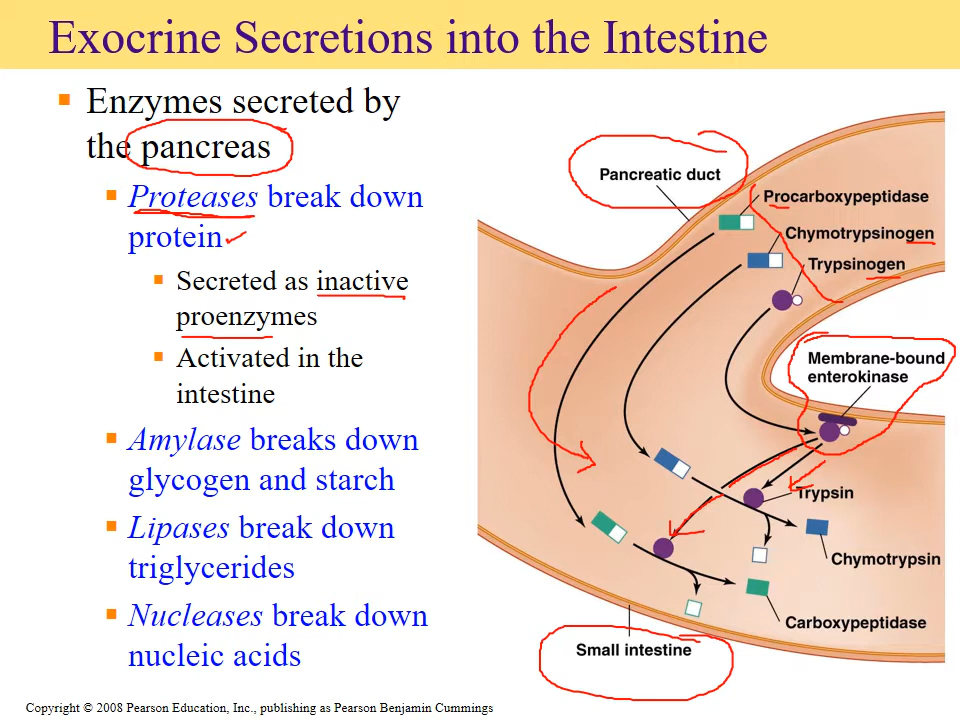 Exocrine Secretions into the Intestine
Enzymes secreted by
the pancreas
Proteases break down
protein
Secreted as inactive
proenzymes
Activated in the
intestine
Amylase breaks down
glycogen and starch
Lipases break down
triglycerides
Nucleases break down
nucleic acids
Pancreatic duct
Procarboxypeptidase
Chymotrypsinogen
Trypsinogen
Membrane-bound
enterokinase
Trypsin
Chymotrypsin
Carboxypeptidase
Small intestine
Copyright © 2008 Pearson Education, Inc., publishing as Pearson Benjamin Cummings